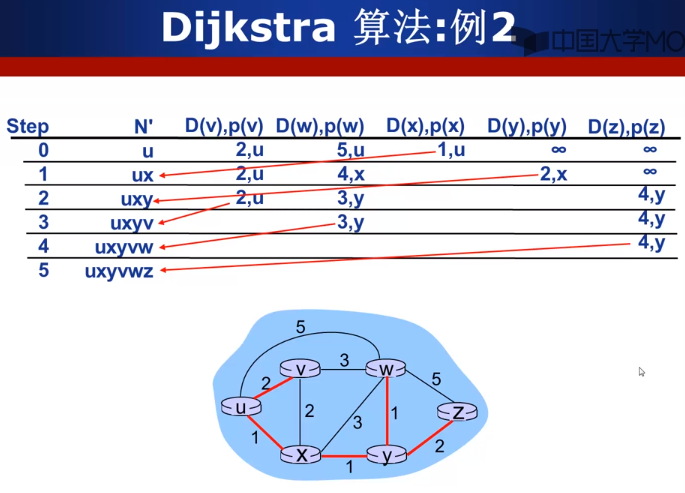 Dijkstra 算法:例2
中国大学MO
Step N' D(v),p(v) D(w),p(w) D(x),p(x) D(y),p(y) D(z),p(z)
0 u 2,u 5,u 1,u ∞ ∞
1 ux 2,u 4,x 2,x ∞
2 uxy 2,u 3,y 4,y
3 uxyv 3,y 4,y
4 uxyvw 4,y
5 uxyvwz
5
v 3 w
2 5
u 2 3 1 z
1 2
x y
1